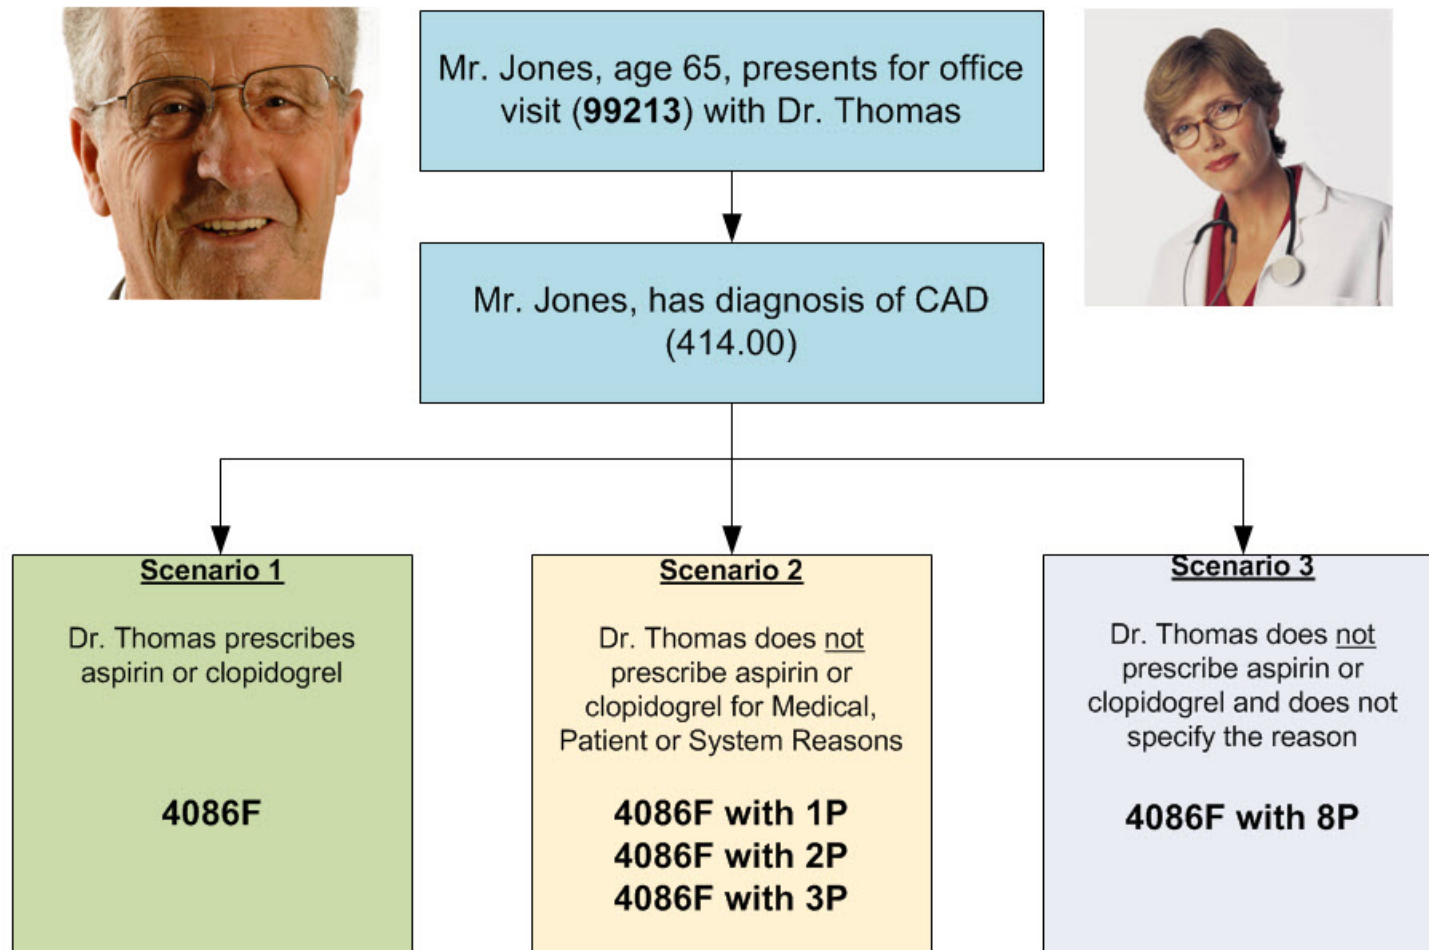 Mr. Jones, age 65, presents for office
visit (99213) with Dr. Thomas
Mr. Jones, has diagnosis of CAD
(414.00)
Scenario 1
Dr. Thomas prescribes
aspirin or clopidogrel
4086F
Scenario 2
Dr. Thomas does not
prescribe aspirin or
clopidogrel for Medical,
Patient or System Reasons
4086F with 1P
4086F with 2P
4086F with 3P
Scenario 3
Dr. Thomas does not
prescribe aspirin or
clopidogrel and does not
specify the reason
4086F with 8P